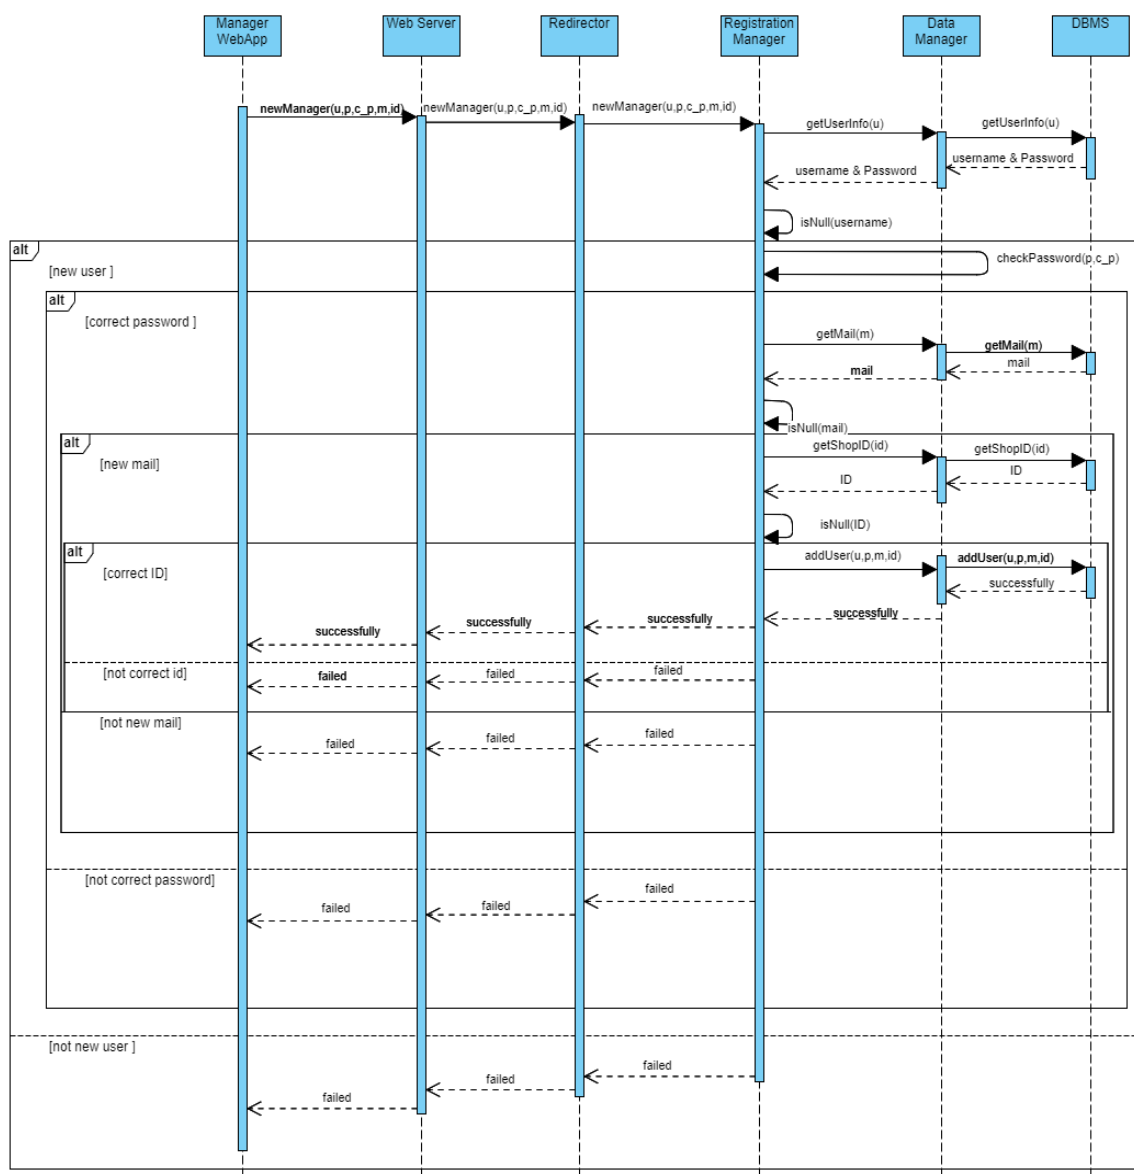 Manager
WebApp
Web Server
Redirector
Registration
Manager
Data
Manager
DBMS
newManager(u,p,c_p,m,id)
newManager(u,p,c_p,m,id)
newManager(u,p,c_p,m,id)
getUserInfo(u)
getUserInfo(u)
username & Password
username & Password
isNull(username)
alt
[new user ]
checkPassword(p,c_p)
alt
[correct password ]
getMail(m)
getMail(m)
mail
mail
isNull(mail)
alt
[new mail]
getShopID(id)
getShopID(id)
ID
ID
isNull(ID)
alt
[correct ID]
addUser(u,p,m,id)
addUser(u,p,m,id)
successfully
successfully
successfully
successfully
successfully
[not correct id]
failed
failed
failed
[not new mail]
failed
failed
failed
[not correct password]
failed
failed
failed
[not new user ]
failed
failed
failed